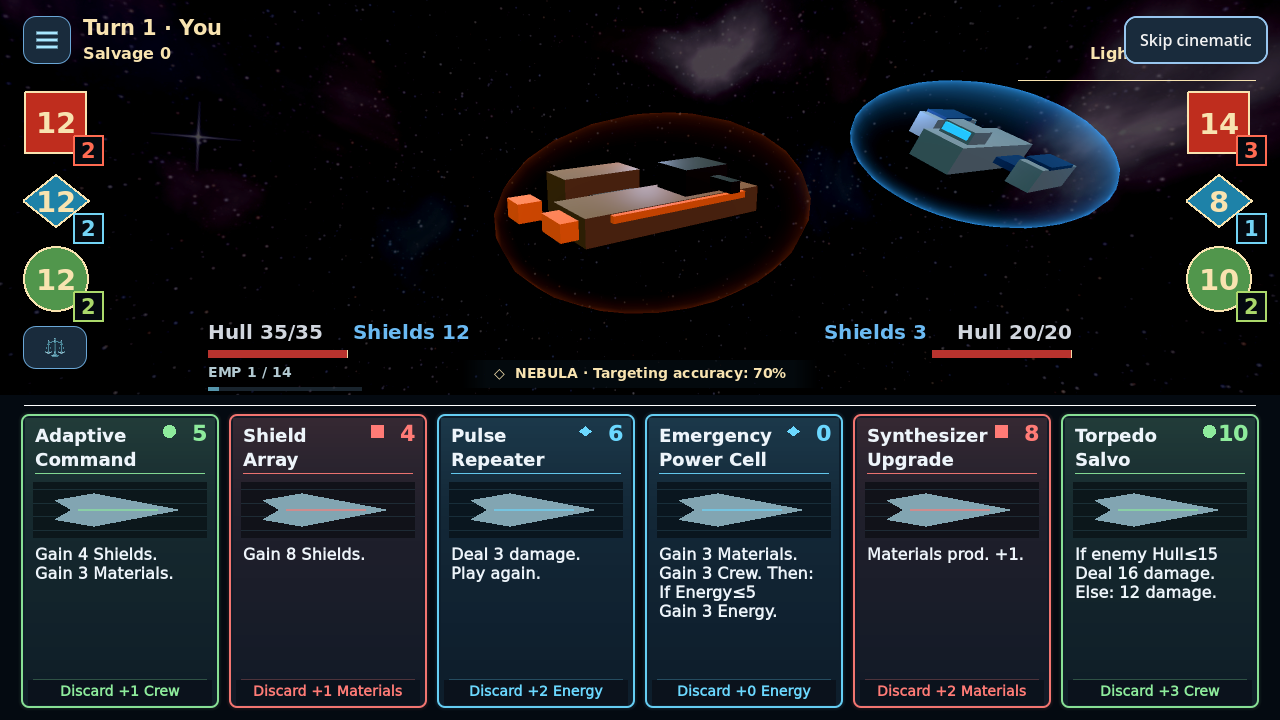 Turn 1 · You
Salvage 0
Skip cinematic
12
2
12
2
12
2
14
3
8
1
10
2
Hull 35/35
Shields 12
Shields 3
Hull 20/20
EMP 1 / 14
◇ NEBULA · Targeting accuracy: 70%
Adaptive
Command
5
Gain 4 Shields.
Gain 3 Materials.
Discard +1 Crew
Shield
Array
4
Gain 8 Shields.
Discard +1 Materials
Pulse
Repeater
6
Deal 3 damage.
Play again.
Discard +2 Energy
Emergency
Power Cell
0
Gain 3 Materials.
Gain 3 Crew. Then:
If Energy≤5
Gain 3 Energy.
Discard +0 Energy
Synthesizer
Upgrade
8
Materials prod. +1.
Discard +2 Materials
Torpedo
Salvo
10
If enemy Hull≤15
Deal 16 damage.
Else: 12 damage.
Discard +3 Crew